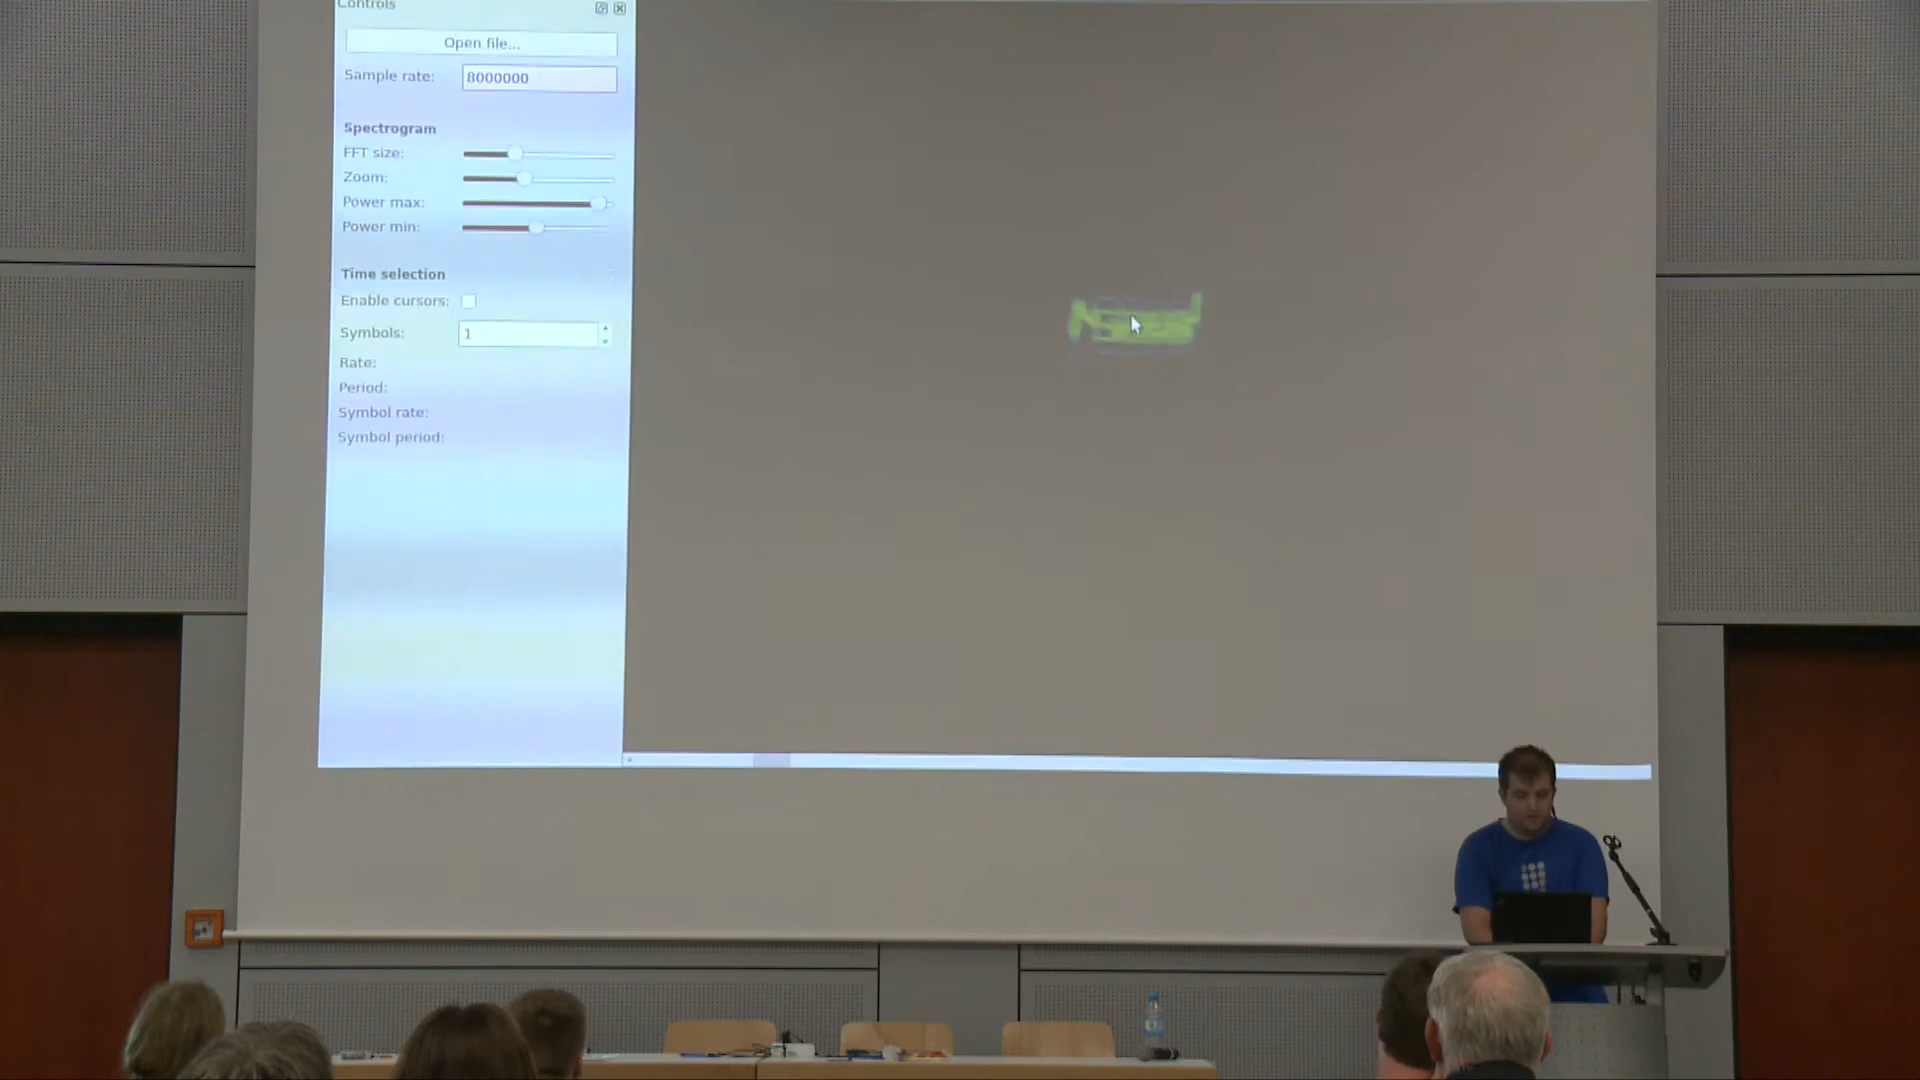 Controls
Open file...
Sample rate: 8000000
Spectrogram
FFT size:
Zoom:
Power max:
Power min:
Time selection
Enable cursors:
Symbols: 1
Rate:
Period:
Symbol rate:
Symbol period: